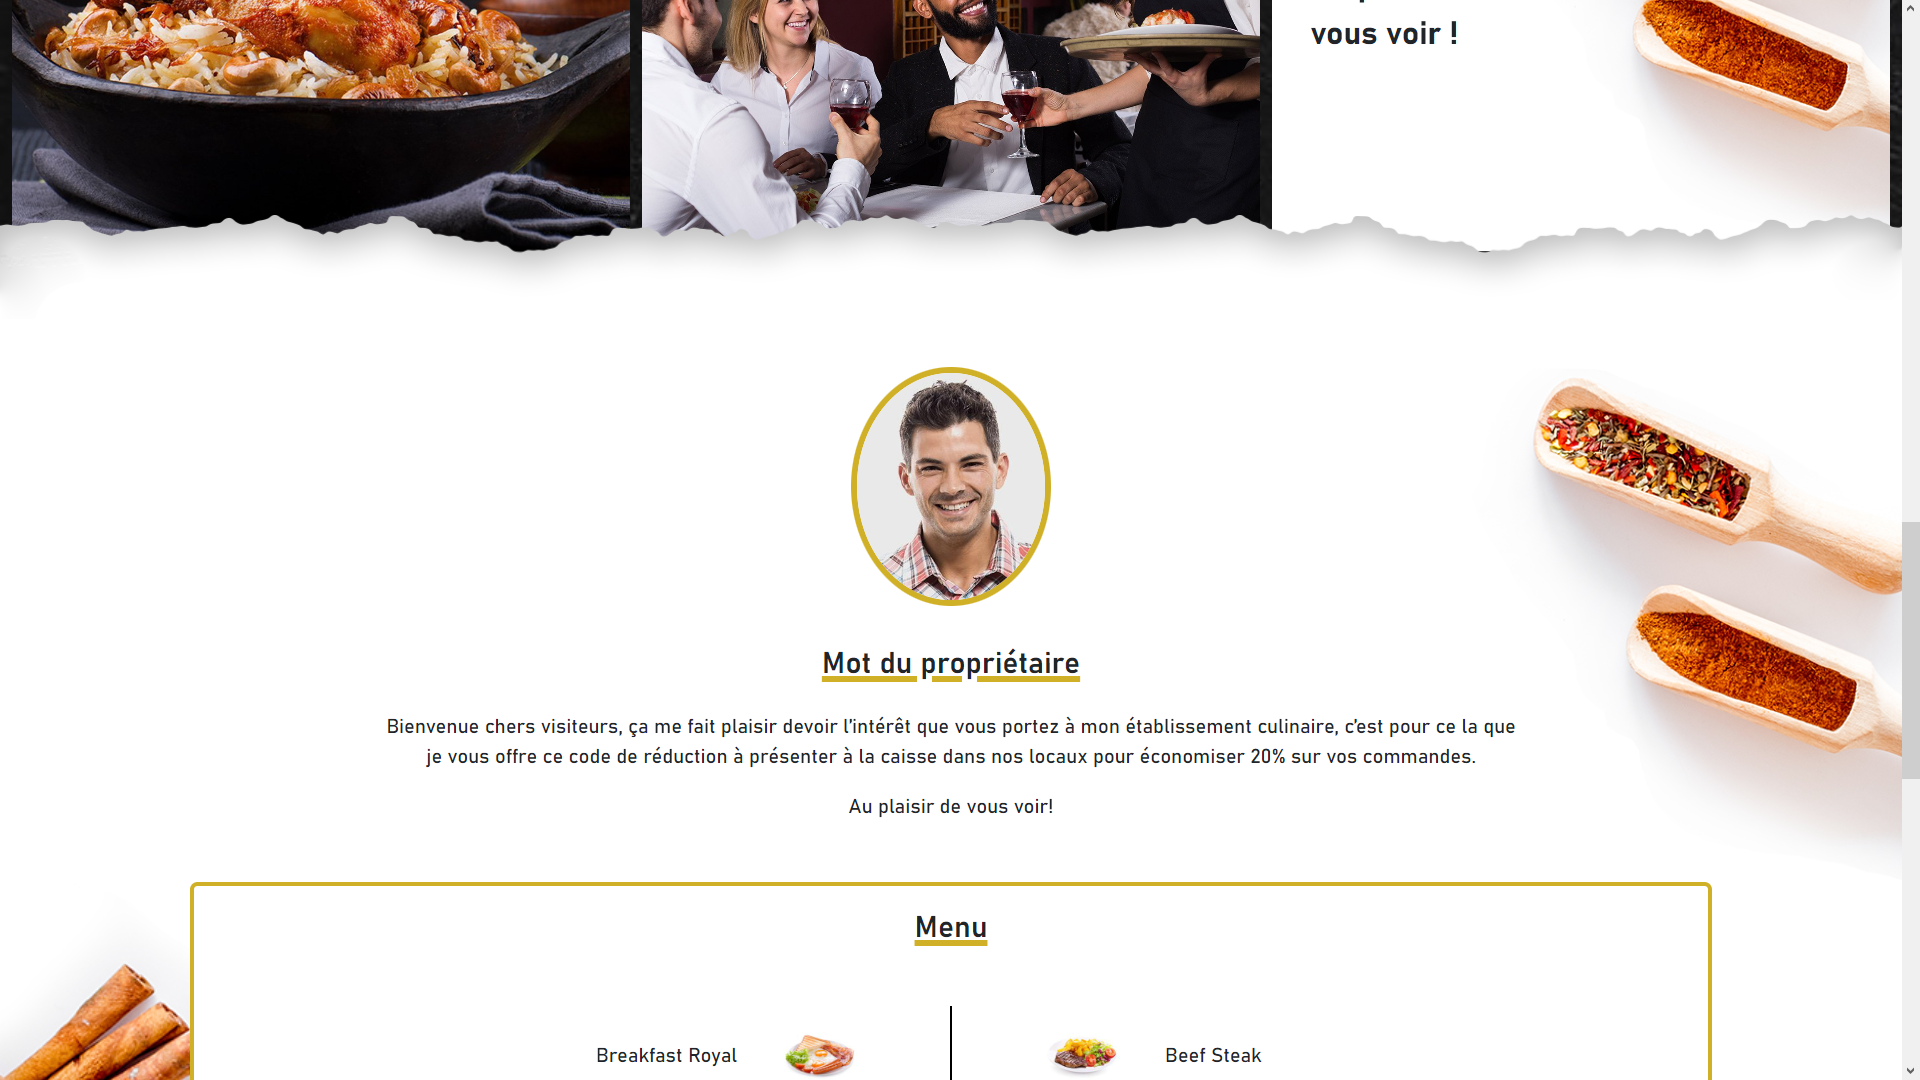 vous voir !
Mot du propriétaire
Bienvenue chers visiteurs, ça me fait plaisir devoir l'intérêt que vous portez à mon établissement culinaire, c'est pour ce la que
je vous offre ce code de réduction à présenter à la caisse dans nos locaux pour économiser 20% sur vos commandes.
Au plaisir de vous voir!
Menu
Breakfast Royal
Beef Steak